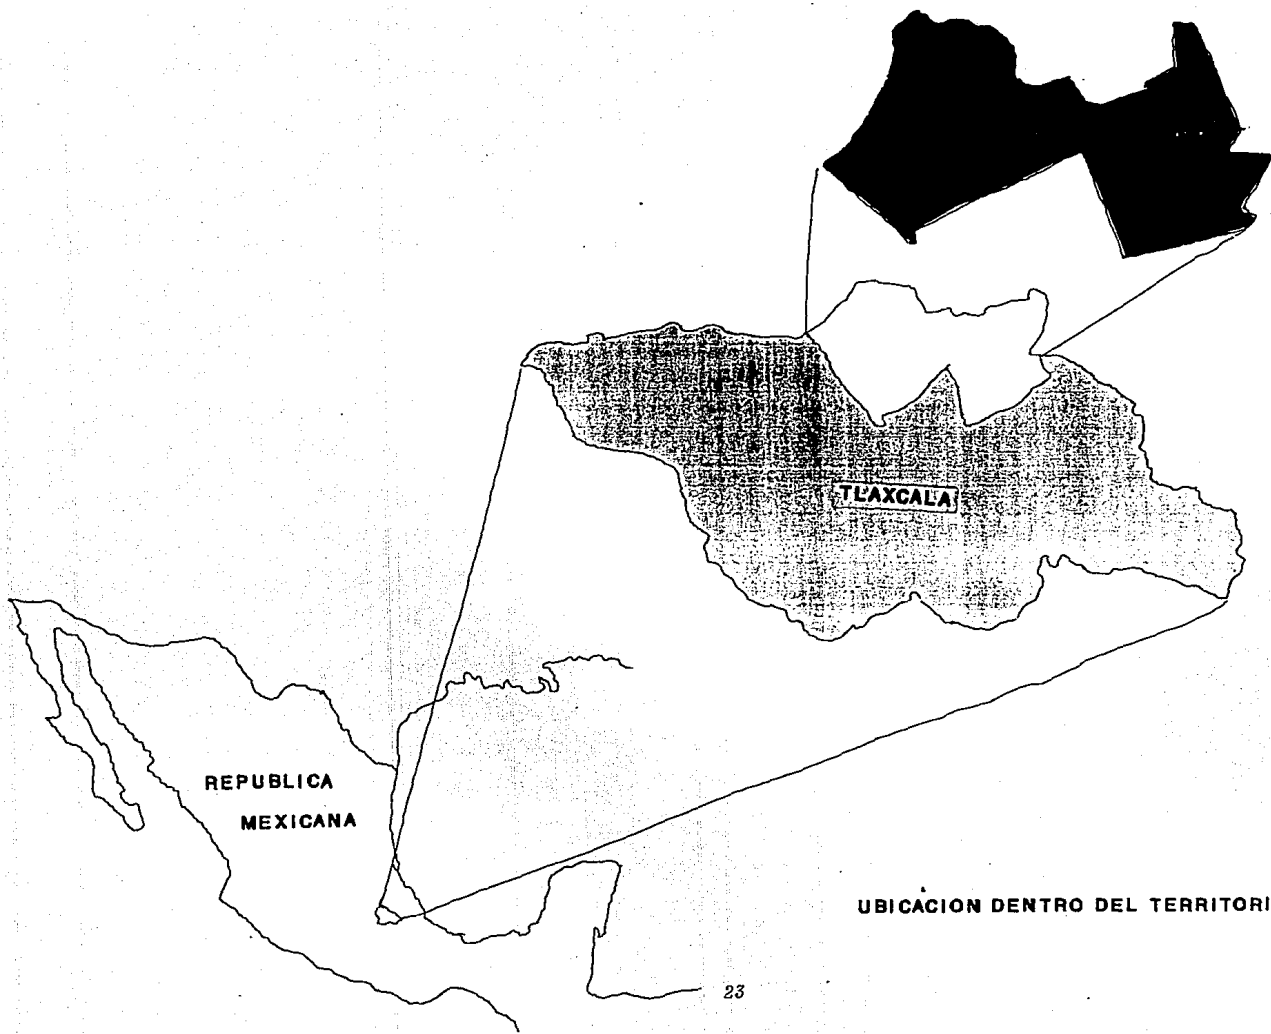 TLAXCALA
REPUBLICA
MEXICANA
UBICACION DENTRO DEL TERRITORI
23